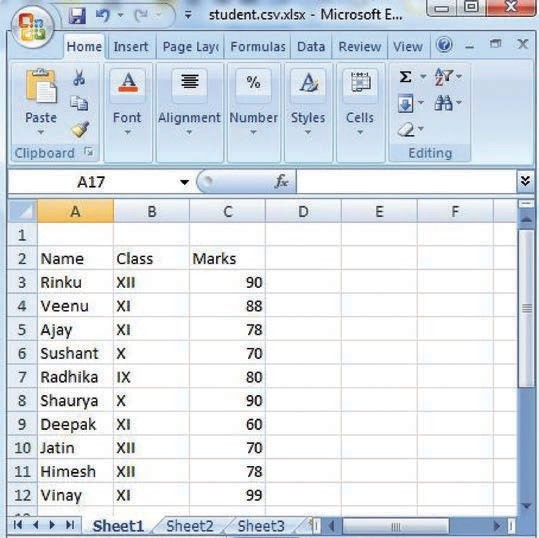 student.csv.xlsx - Microsoft E...
Home Insert Page Layo Formulas Data Review View
Paste Font Alignment Number Styles Cells
Clipboard Editing
A17 fx
A B C D E F
1
2 Name Class Marks
3 Rinku XII 90
4 Veenu XI 88
5 Ajay XI 78
6 Sushant X 70
7 Radhika IX 80
8 Shaurya X 90
9 Deepak XI 60
10 Jatin XII 70
11 Himesh XII 78
12 Vinay XI 99
Sheet1 Sheet2 Sheet3